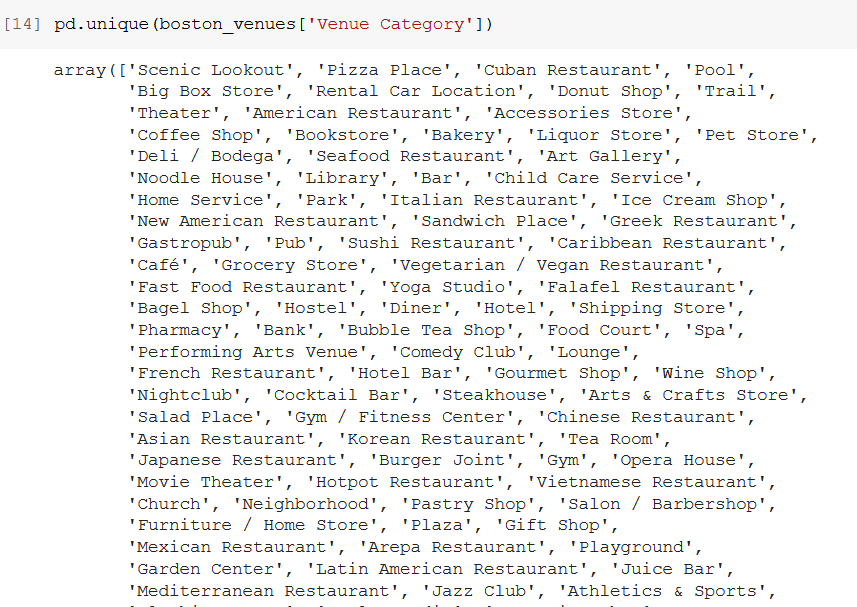 [14] pd.unique(boston_venues['Venue Category'])
array(['Scenic Lookout', 'Pizza Place', 'Cuban Restaurant', 'Pool',
'Big Box Store', 'Rental Car Location', 'Donut Shop', 'Trail',
'Theater', 'American Restaurant', 'Accessories Store',
'Coffee Shop', 'Bookstore', 'Bakery', 'Liquor Store', 'Pet Store',
'Deli / Bodega', 'Seafood Restaurant', 'Art Gallery',
'Noodle House', 'Library', 'Bar', 'Child Care Service',
'Home Service', 'Park', 'Italian Restaurant', 'Ice Cream Shop',
'New American Restaurant', 'Sandwich Place', 'Greek Restaurant',
'Gastropub', 'Pub', 'Sushi Restaurant', 'Caribbean Restaurant',
'Café', 'Grocery Store', 'Vegetarian / Vegan Restaurant',
'Fast Food Restaurant', 'Yoga Studio', 'Falafel Restaurant',
'Bagel Shop', 'Hostel', 'Diner', 'Hotel', 'Shipping Store',
'Pharmacy', 'Bank', 'Bubble Tea Shop', 'Food Court', 'Spa',
'Performing Arts Venue', 'Comedy Club', 'Lounge',
'French Restaurant', 'Hotel Bar', 'Gourmet Shop', 'Wine Shop',
'Nightclub', 'Cocktail Bar', 'Steakhouse', 'Arts & Crafts Store',
'Salad Place', 'Gym / Fitness Center', 'Chinese Restaurant',
'Asian Restaurant', 'Korean Restaurant', 'Tea Room',
'Japanese Restaurant', 'Burger Joint', 'Gym', 'Opera House',
'Movie Theater', 'Hotpot Restaurant', 'Vietnamese Restaurant',
'Church', 'Neighborhood', 'Pastry Shop', 'Salon / Barbershop',
'Furniture / Home Store', 'Plaza', 'Gift Shop',
'Mexican Restaurant', 'Arepa Restaurant', 'Playground',
'Garden Center', 'Latin American Restaurant', 'Juice Bar',
'Mediterranean Restaurant', 'Jazz Club', 'Athletics & Sports',